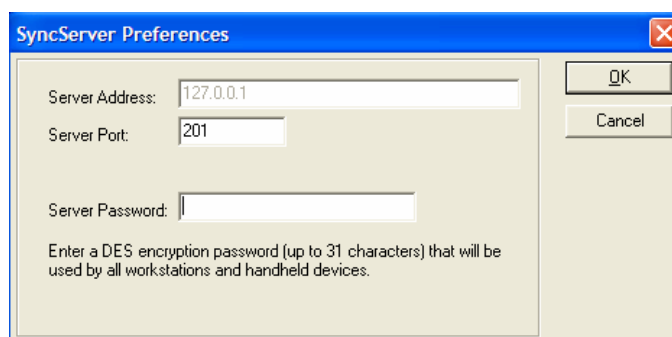 SyncServer Preferences
Server Address: 127.0.0.1
OK
Server Port: 201
Cancel
Server Password:
Enter a DES encryption password (up to 31 characters) that will be
used by all workstations and handheld devices.